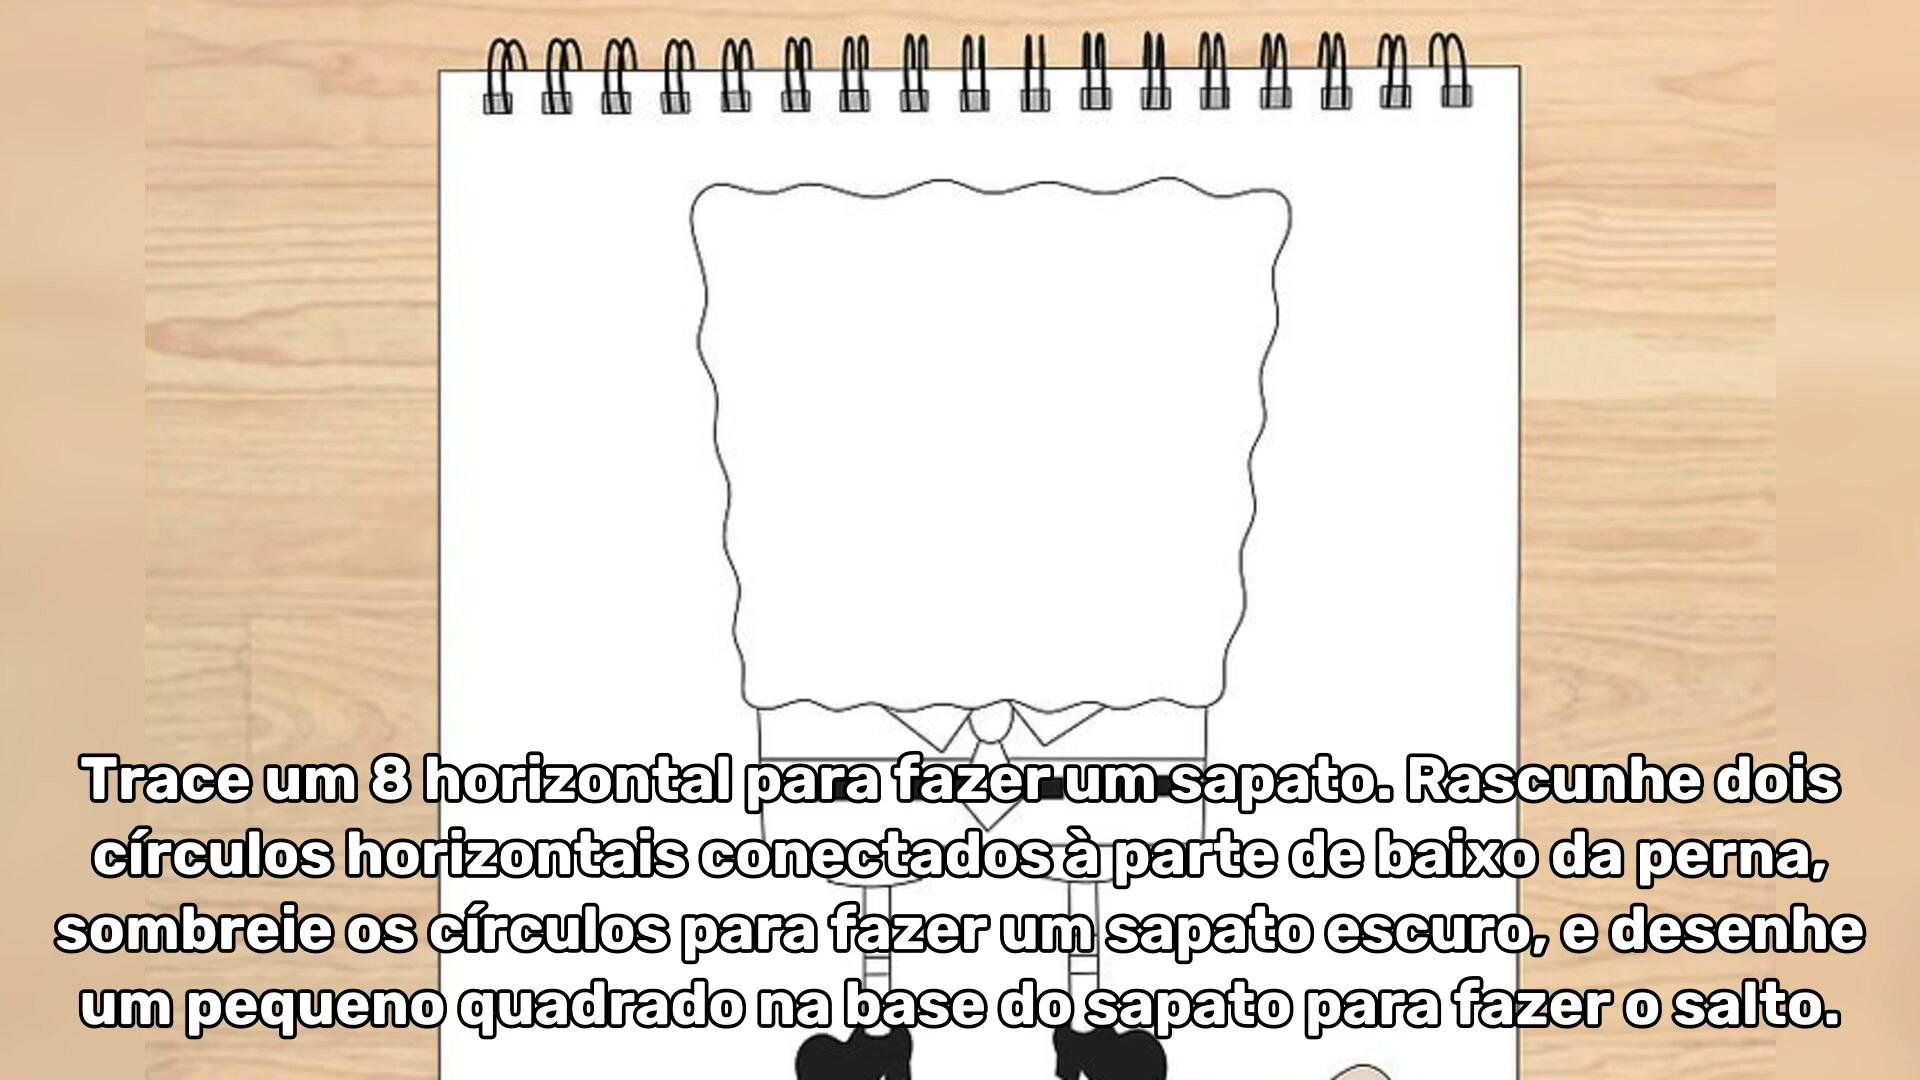 Trace um 8 horizontal para fazer um sapato. Rascunhe dois
círculos horizontais conectados à parte de baixo da perna,
sombreie os círculos para fazer um sapato escuro, e desenhe
um pequeno quadrado na base do sapato para fazer o salto.